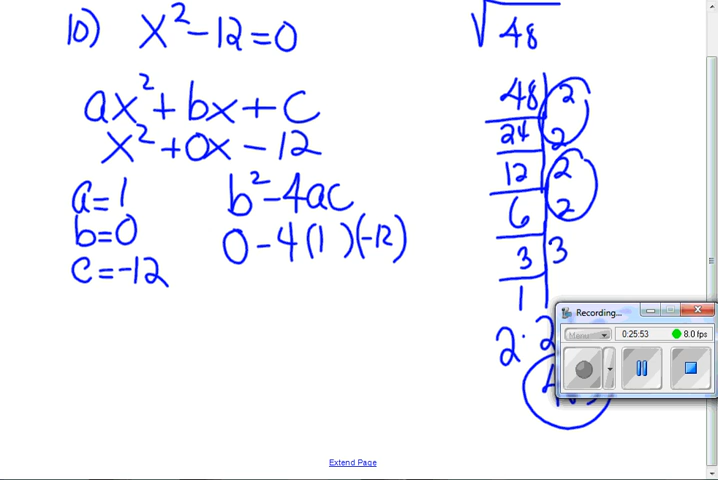 10) x²-12=0
ax²+bx+c
x²+0x-12
a=1
b=0
c=-12
b²-4ac
0-4(1)(-12)
√48
48 2
24 2
12 2
6 2
3 3
1
2·2
Recording...
Menu
0:25:53
8.0 fps
Extend Page